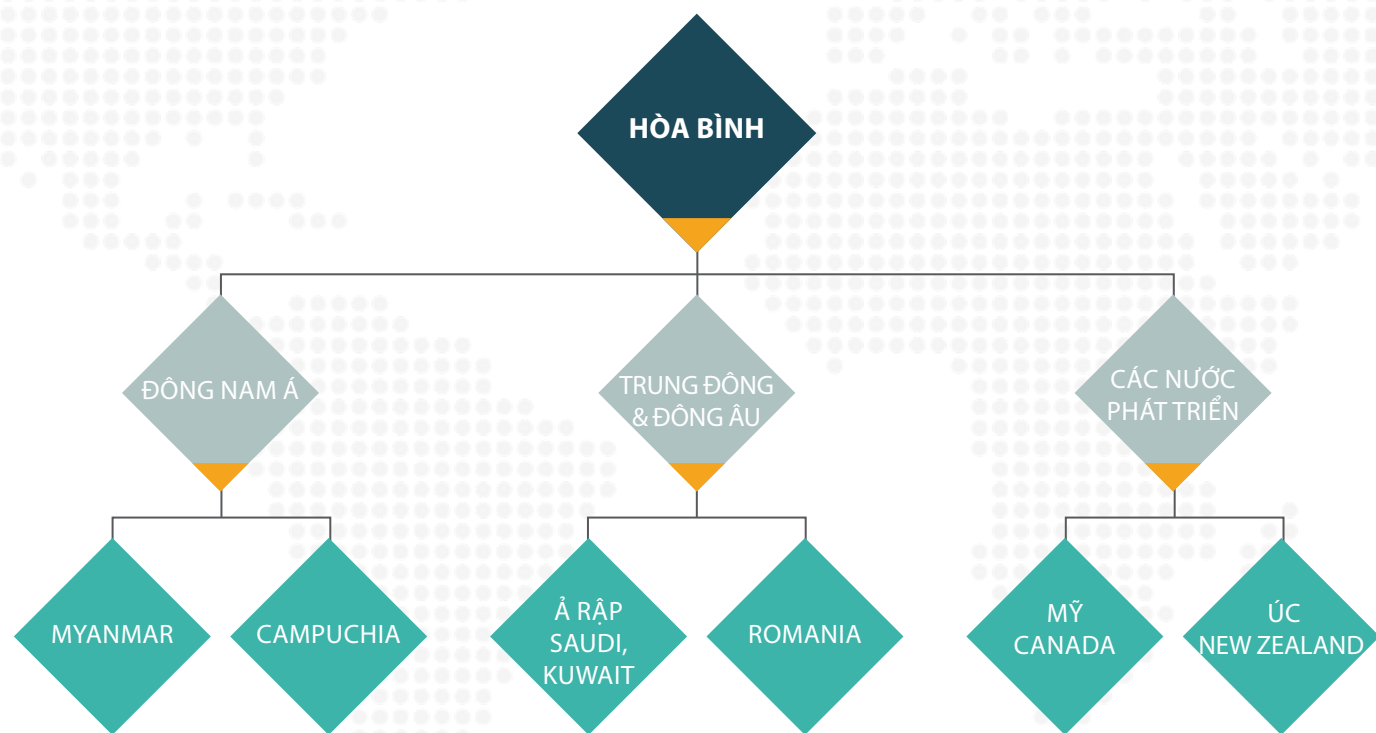 HÒA BÌNH
ĐÔNG NAM Á
TRUNG ĐÔNG
& ĐÔNG ÂU
CÁC NƯỚC
PHÁT TRIỂN
MYANMAR
CAMPUCHIA
Ả RẬP
SAUDI,
KUWAIT
ROMANIA
MỸ
CANADA
ÚC
NEW ZEALAND